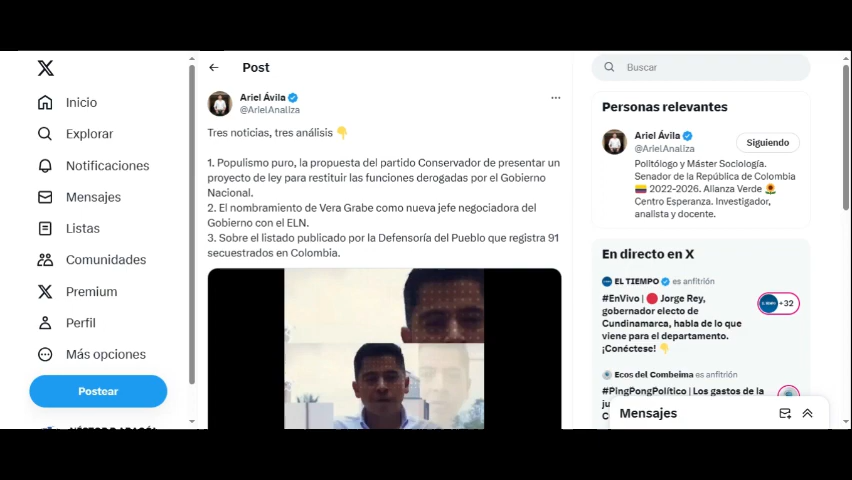 Inicio
Explorar
Notificaciones
Mensajes
Listas
Comunidades
Premium
Perfil
Más opciones
Postear
Post
Ariel Ávila
@ArielAnaliza
Tres noticias, tres análisis 👇
1. Populismo puro, la propuesta del partido Conservador de presentar un
proyecto de ley para restituir las funciones derogadas por el Gobierno
Nacional.
2. El nombramiento de Vera Grabe como nueva jefe negociadora del
Gobierno con el ELN.
3. Sobre el listado publicado por la Defensoría del Pueblo que registra 91
secuestrados en Colombia.
Buscar
Personas relevantes
Ariel Ávila
@ArielAnaliza
Siguiendo
Politólogo y Máster Sociología.
Senador de la República de Colombia
🇨🇴 2022-2026. Alianza Verde 🌻
Centro Esperanza. Investigador,
analista y docente.
En directo en X
EL TIEMPO es anfitrión
#EnVivo | 🔴 Jorge Rey,
gobernador electo de
Cundinamarca, habla de lo que
viene para el departamento.
¡Conéctese! 👇
+32
Ecos del Combeima es anfitrión
#PingPongPolítico | Los gastos de la
Mensajes